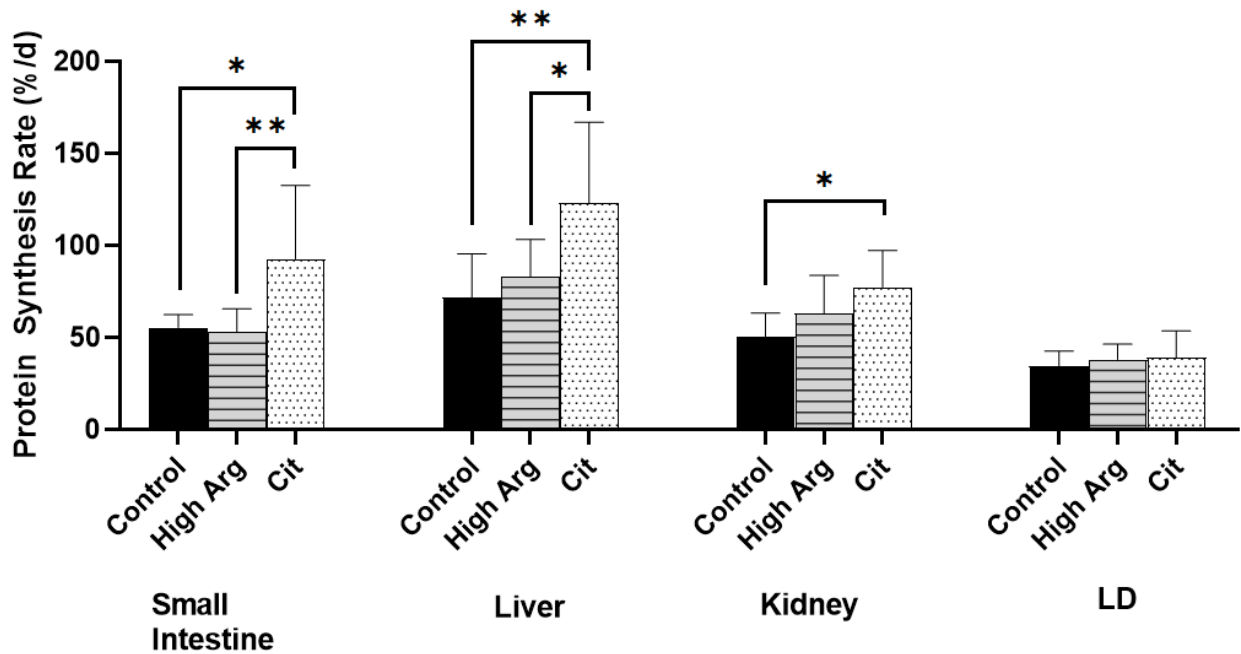 Protein Synthesis Rate (%/d)
200
150
100
50
0
*
**
**
*
*
Control
High Arg
Cit
Control
High Arg
Cit
Control
High Arg
Cit
Control
High Arg
Cit
Small
Intestine
Liver
Kidney
LD